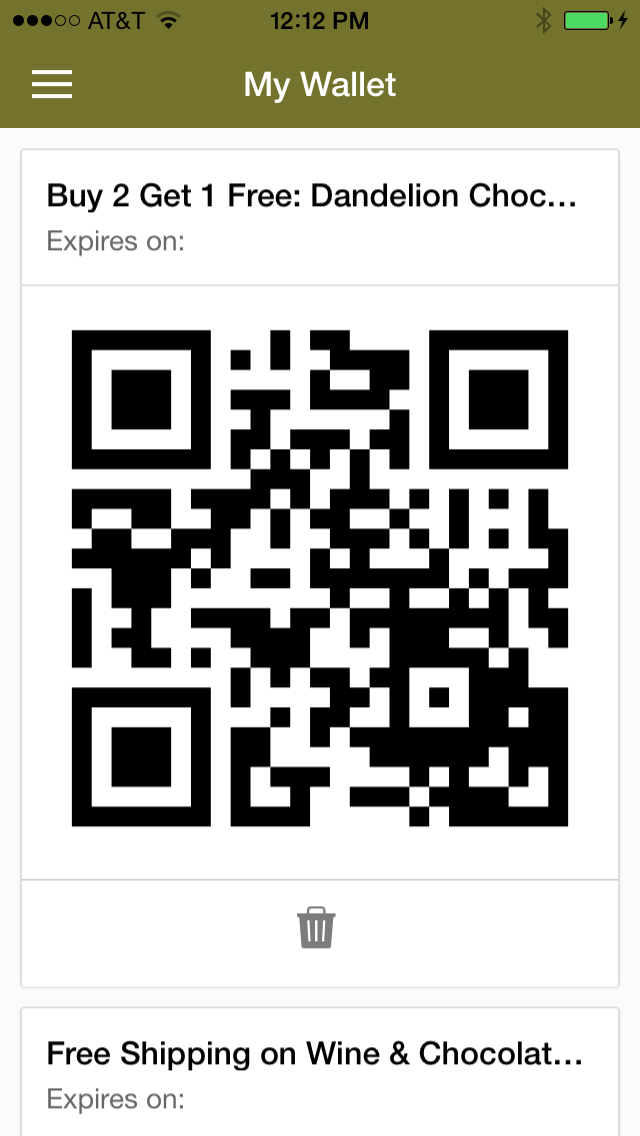 AT&T 12:12 PM
My Wallet
Buy 2 Get 1 Free: Dandelion Choc...
Expires on:
Free Shipping on Wine & Chocolat...
Expires on: